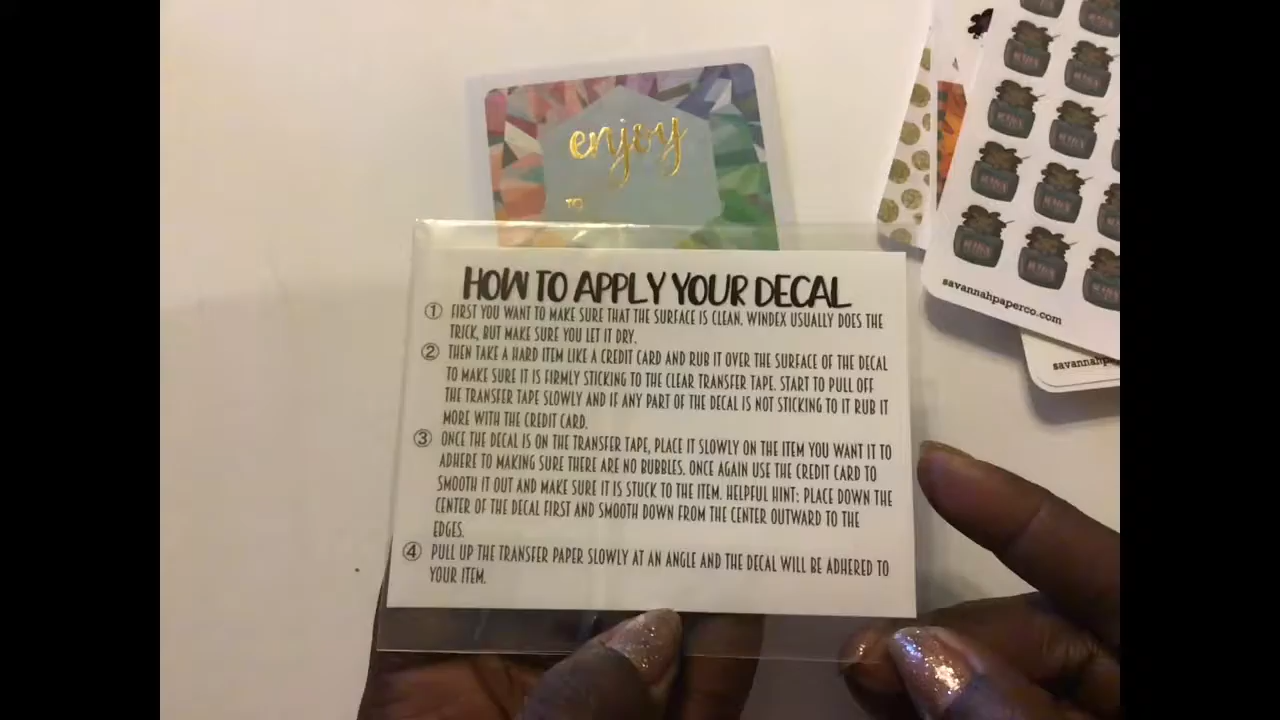 enjoy
TO
HOW TO APPLY YOUR DECAL
1 FIRST YOU WANT TO MAKE SURE THAT THE SURFACE IS CLEAN. WINDEX USUALLY DOES THE
TRICK, BUT MAKE SURE YOU LET IT DRY.
2 THEN TAKE A HARD ITEM LIKE A CREDIT CARD AND RUB IT OVER THE SURFACE OF THE DECAL
TO MAKE SURE IT IS FIRMLY STICKING TO THE CLEAR TRANSFER TAPE. START TO PULL OFF
THE TRANSFER TAPE SLOWLY AND IF ANY PART OF THE DECAL IS NOT STICKING TO IT RUB IT
MORE WITH THE CREDIT CARD.
3 ONCE THE DECAL IS ON THE TRANSFER TAPE, PLACE IT SLOWLY ON THE ITEM YOU WANT IT TO
ADHERE TO MAKING SURE THERE ARE NO BUBBLES. ONCE AGAIN USE THE CREDIT CARD TO
SMOOTH IT OUT AND MAKE SURE IT IS STUCK TO THE ITEM. HELPFUL HINT: PLACE DOWN THE
CENTER OF THE DECAL FIRST AND SMOOTH DOWN FROM THE CENTER OUTWARD TO THE
EDGES.
4 PULL UP THE TRANSFER PAPER SLOWLY AT AN ANGLE AND THE DECAL WILL BE ADHERED TO
YOUR ITEM.
savannahpaperco.com
savannahpa